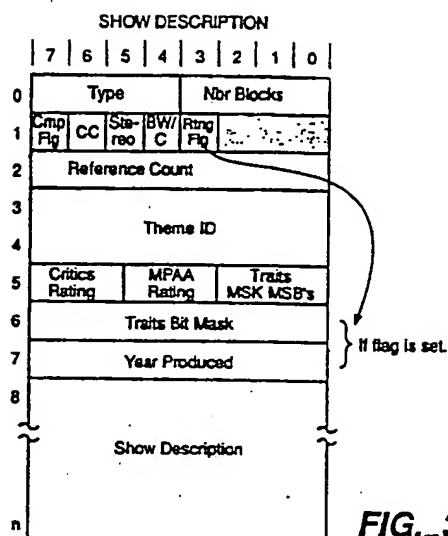 SHOW DESCRIPTION
7 6 5 4 3 2 1 0
0 Type Nbr Blocks
1 Cmp Flg CC Ste-reo BW/C Rtng Flg
2 Reference Count
3
Theme ID
4
5 Critics Rating MPAA Rating Traits MSK MSB's
6 Traits Bit Mask
If flag is set.
7 Year Produced
8
Show Description
n
FIG._